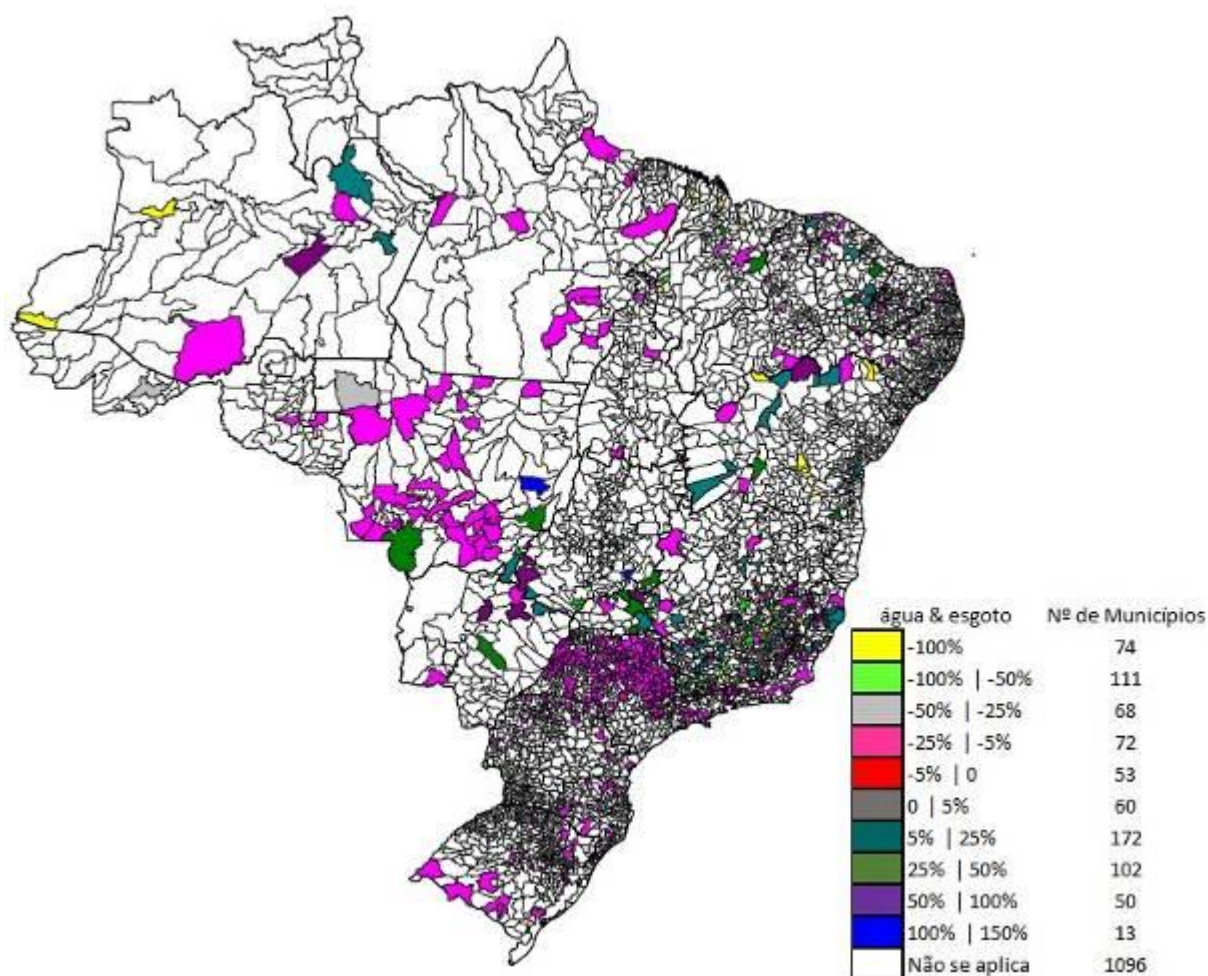 água & esgoto Nº de Municípios
-100% 74
-100% | -50% 111
-50% | -25% 68
-25% | -5% 72
-5% | 0 53
0 | 5% 60
5% | 25% 172
25% | 50% 102
50% | 100% 50
100% | 150% 13
Não se aplica 1096